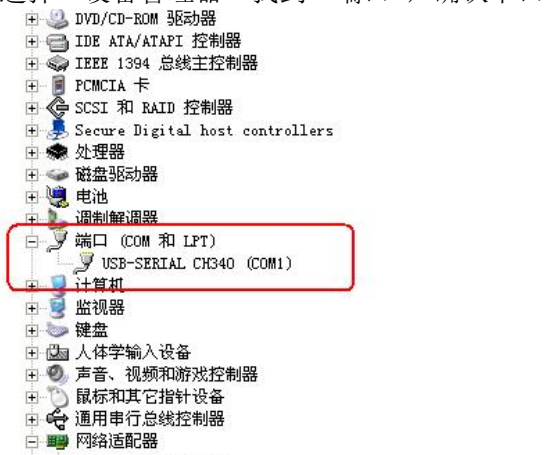 DVD/CD-ROM 驱动器
IDE ATA/ATAPI 控制器
IEEE 1394 总线主控制器
PCMCIA 卡
SCSI 和 RAID 控制器
Secure Digital host controllers
处理器
磁盘驱动器
电池
调制解调器
端口 (COM 和 LPT)
USB-SERIAL CH340 (COM1)
计算机
监视器
键盘
人体学输入设备
声音、视频和游戏控制器
鼠标和其它指针设备
通用串行总线控制器
网络适配器